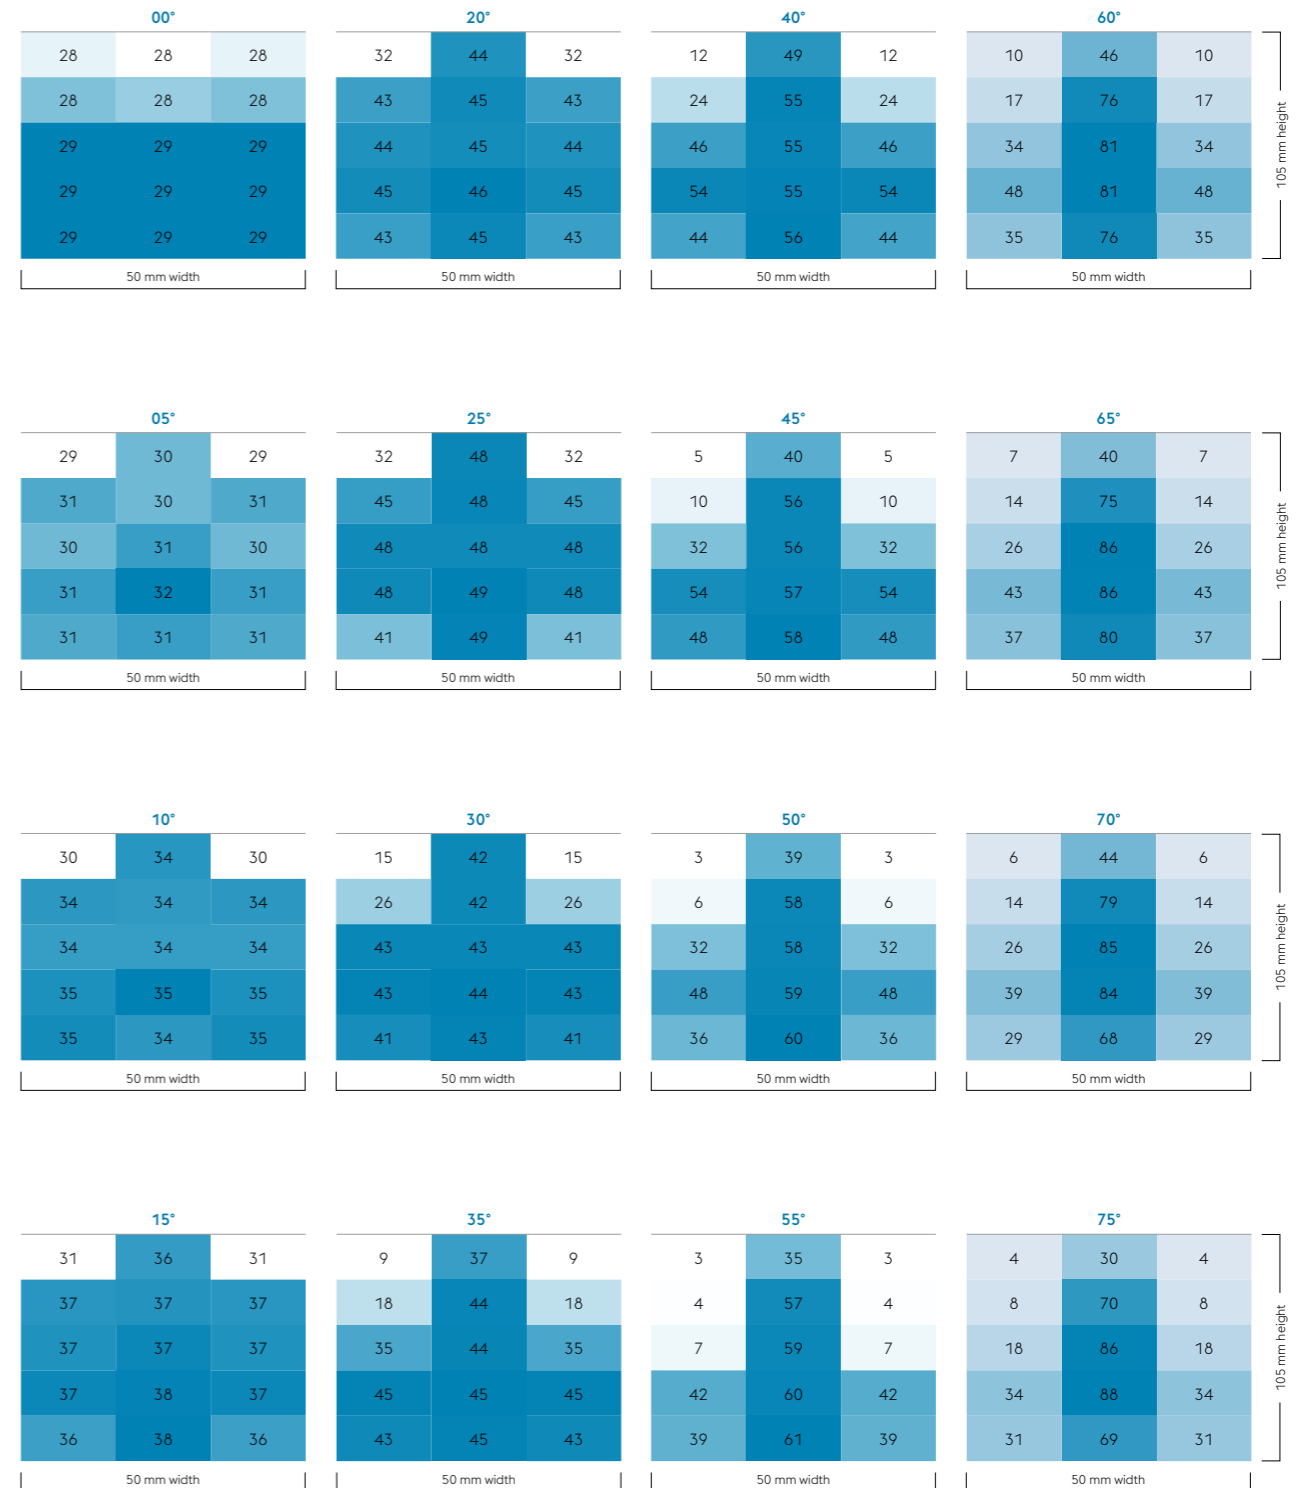 00° 20° 40° 60°
28 28 28 32 44 32 12 49 12 10 46 10
28 28 28 43 45 43 24 55 24 17 76 17
29 29 29 44 45 44 46 55 46 34 81 34
29 29 29 45 46 45 54 55 54 48 81 48
29 29 29 43 45 43 44 56 44 35 76 35
105 mm height
50 mm width 50 mm width 50 mm width 50 mm width
05° 25° 45° 65°
29 30 29 32 48 32 5 40 5 7 40 7
31 30 31 45 48 45 10 56 10 14 75 14
30 31 30 48 48 48 32 56 32 26 86 26
31 32 31 48 49 48 54 57 54 43 86 43
31 31 31 41 49 41 48 58 48 37 80 37
105 mm height
50 mm width 50 mm width 50 mm width 50 mm width
10° 30° 50° 70°
30 34 30 15 42 15 3 39 3 6 44 6
34 34 34 26 42 26 6 58 6 14 79 14
34 34 34 43 43 43 32 58 32 26 85 26
35 35 35 43 44 43 48 59 48 39 84 39
35 34 35 41 43 41 36 60 36 29 68 29
105 mm height
50 mm width 50 mm width 50 mm width 50 mm width
15° 35° 55° 75°
31 36 31 9 37 9 3 35 3 4 30 4
37 37 37 18 44 18 4 57 4 8 70 8
37 37 37 35 44 35 7 59 7 18 86 18
37 38 37 45 45 45 42 60 42 34 88 34
36 38 36 43 45 43 39 61 39 31 69 31
105 mm height
50 mm width 50 mm width 50 mm width 50 mm width